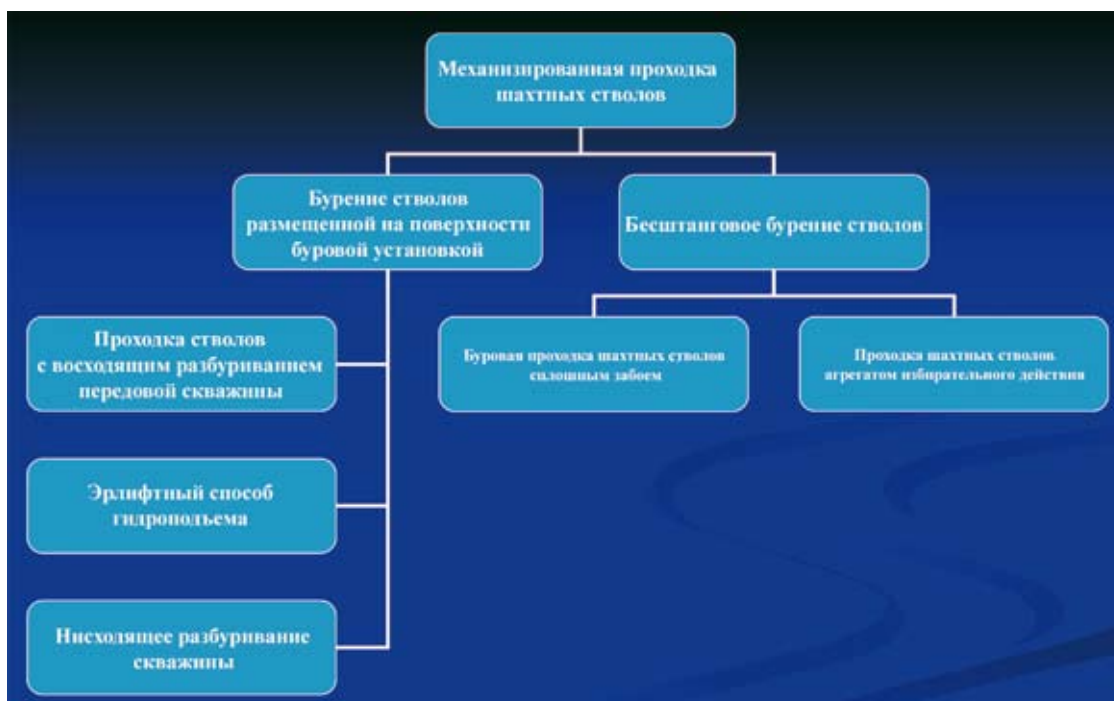 Механизированная проходка
шахтных стволов
Бурение стволов
размещенной на поверхности
буровой установкой
Бесштанговое бурение стволов
Проходка стволов
с восходящим разбуриванием
передовой скважины
Буровая проходка шахтных стволов
сплошным забоем
Проходка шахтных стволов
агрегатом избирательного действия
Эрлифтный способ
гидроподъема
Нисходящее разбуривание
скважины